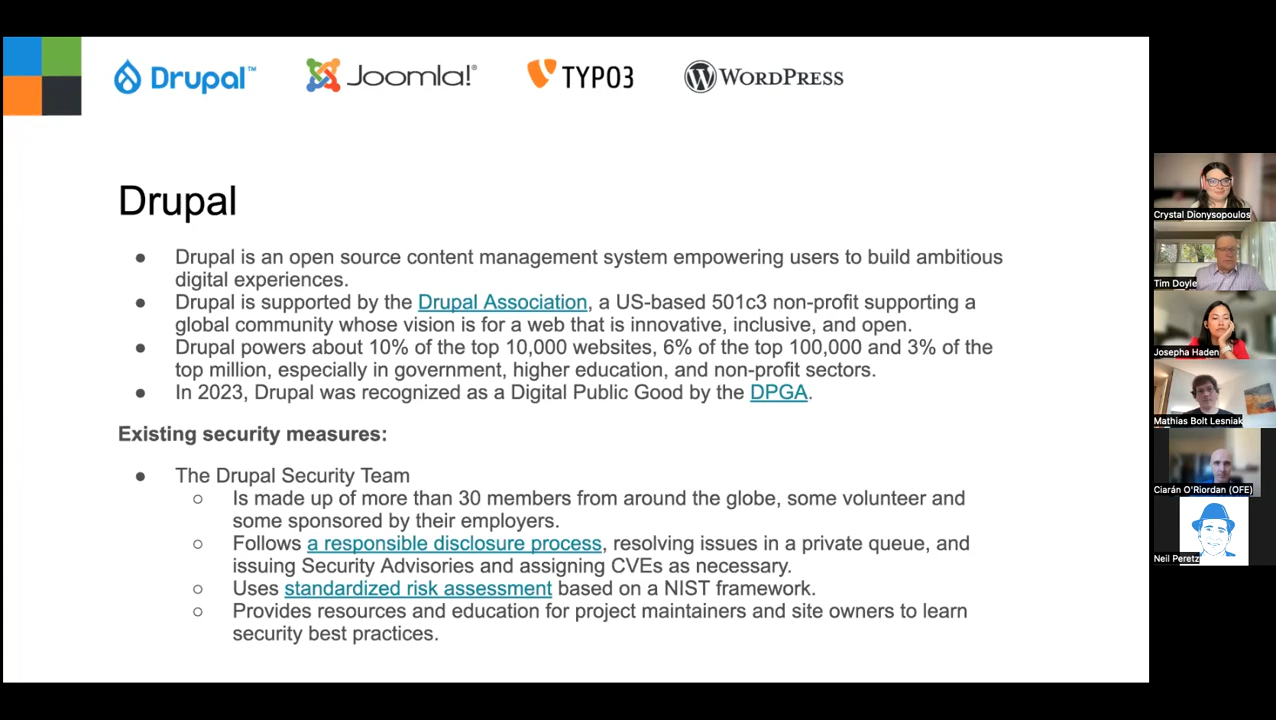 Drupal™
Joomla!®
TYPO3
WORDPRESS
Drupal
● Drupal is an open source content management system empowering users to build ambitious
digital experiences.
● Drupal is supported by the Drupal Association, a US-based 501c3 non-profit supporting a
global community whose vision is for a web that is innovative, inclusive, and open.
● Drupal powers about 10% of the top 10,000 websites, 6% of the top 100,000 and 3% of the
top million, especially in government, higher education, and non-profit sectors.
● In 2023, Drupal was recognized as a Digital Public Good by the DPGA.
Existing security measures:
● The Drupal Security Team
○ Is made up of more than 30 members from around the globe, some volunteer and
some sponsored by their employers.
○ Follows a responsible disclosure process, resolving issues in a private queue, and
issuing Security Advisories and assigning CVEs as necessary.
○ Uses standardized risk assessment based on a NIST framework.
○ Provides resources and education for project maintainers and site owners to learn
security best practices.
Crystal Dionysopoulos
Tim Doyle
Josepha Haden
Mathias Bolt Lesniak
Ciarán O'Riordan (OFE)
Neil Peretz